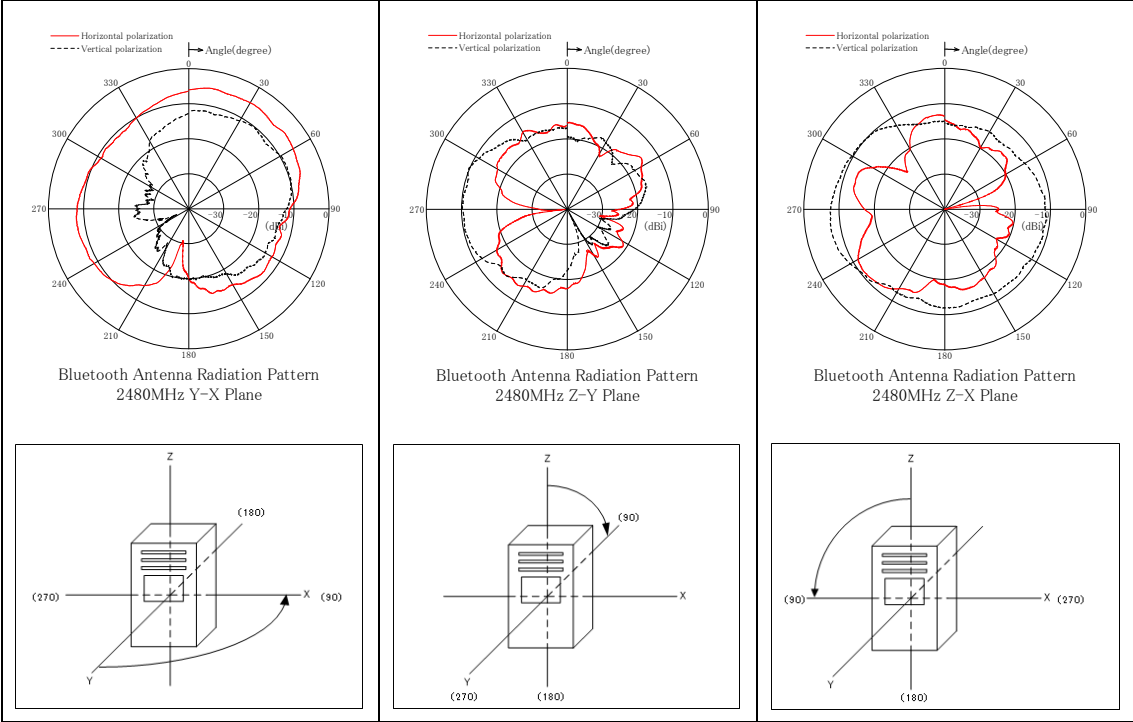 Horizontal polarization
Vertical polarization
Angle(degree)
0
330
30
300
60
270
-30
-20
-10
0
90
(dBi)
240
120
210
150
180
Bluetooth Antenna Radiation Pattern
2480MHz Y-X Plane
Horizontal polarization
Vertical polarization
Angle(degree)
0
330
30
300
60
270
-30
-20
-10
0
90
(dBi)
240
120
210
150
180
Bluetooth Antenna Radiation Pattern
2480MHz Z-Y Plane
Horizontal polarization
Vertical polarization
Angle(degree)
0
330
30
300
60
270
-30
-20
-10
0
90
(dBi)
240
120
210
150
180
Bluetooth Antenna Radiation Pattern
2480MHz Z-X Plane
Z
(180)
(270)
X (90)
Y
Z
(90)
X
Y
(270)
(180)
Z
(90)
X (270)
Y
(180)